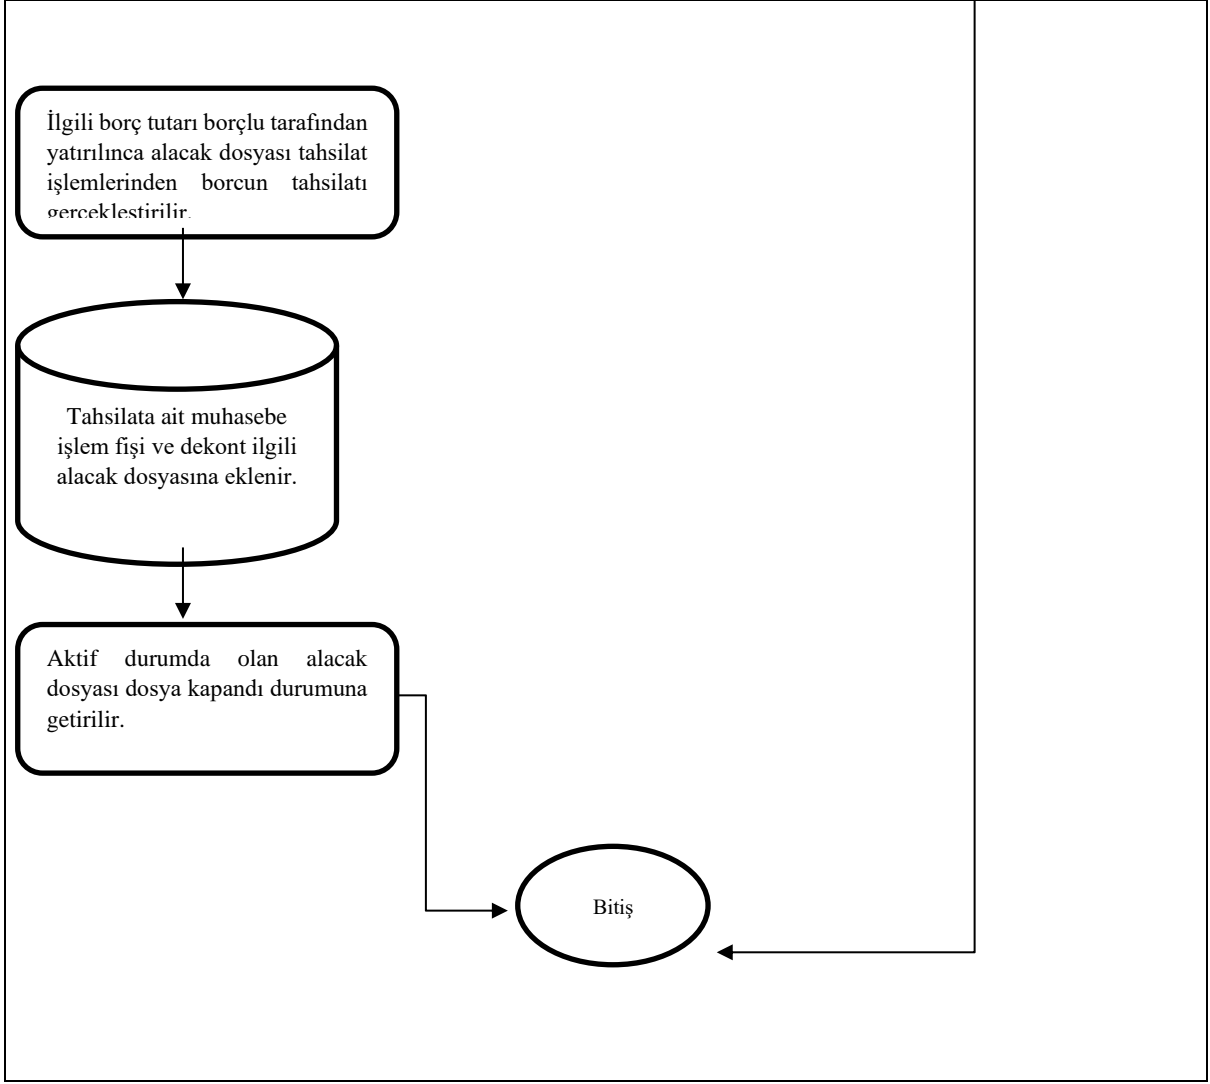 İlgili borç tutarı borçlu tarafından
yatırılınca alacak dosyası tahsilat
işlemlerinden borcun tahsilatı
gerçekleştirilir.
Tahsilata ait muhasebe
işlem fişi ve dekont ilgili
alacak dosyasına eklenir.
Aktif durumda olan alacak
dosyası dosya kapandı durumuna
getirilir.
Bitiş